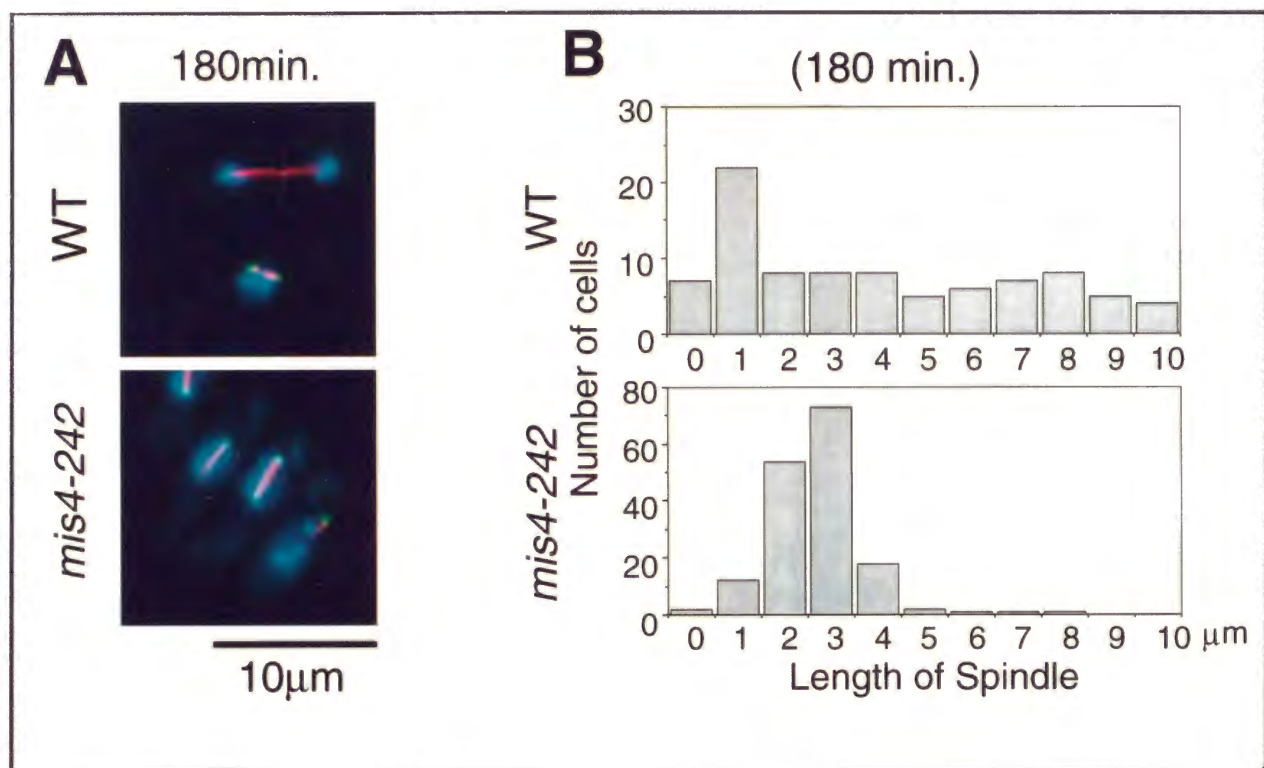 A
180min.
WT
mis4-242
10μm
B
(180 min.)
WT
mis4-242
Number of cells
30
20
10
0
0 1 2 3 4 5 6 7 8 9 10
80
60
40
20
0
0 1 2 3 4 5 6 7 8 9 10 μm
Length of Spindle